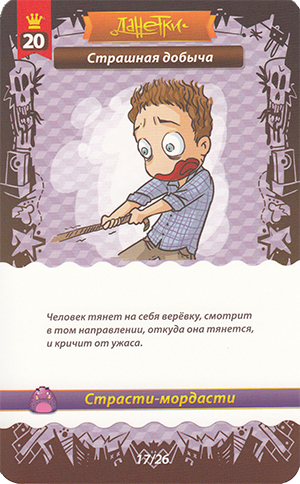 ДАНЕТКИ
20
Страшная добыча
Человек тянет на себя верёвку, смотрит
в том направлении, откуда она тянется,
и кричит от ужаса.
Страсти-мордасти
17/26